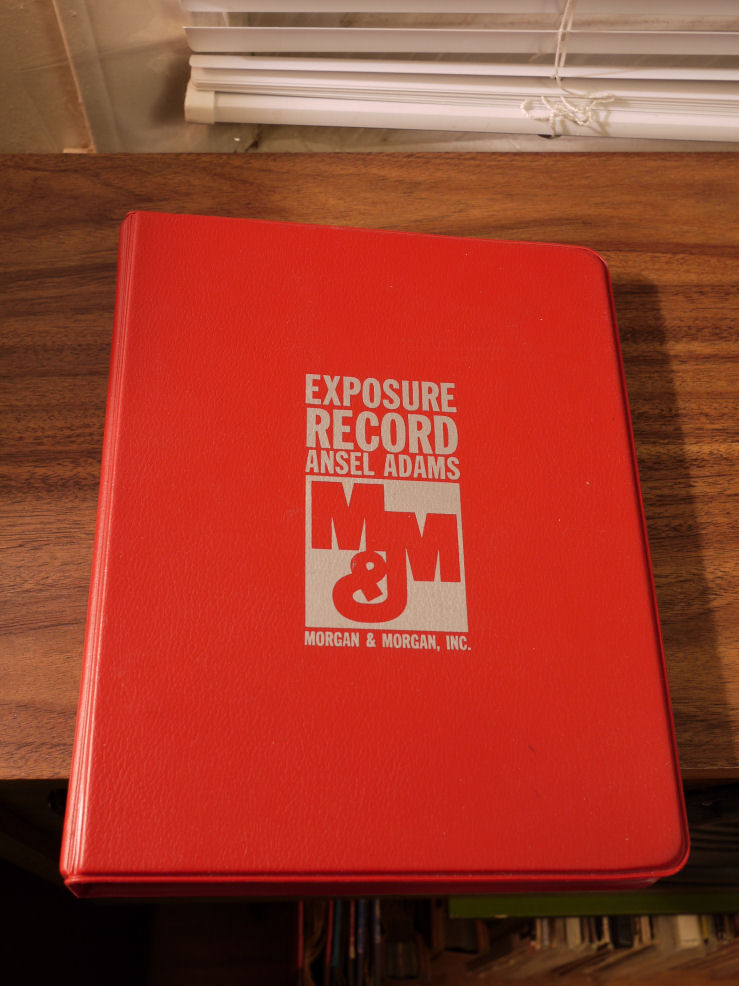 EXPOSURE
RECORD
ANSEL ADAMS
M&M
MORGAN & MORGAN, INC.